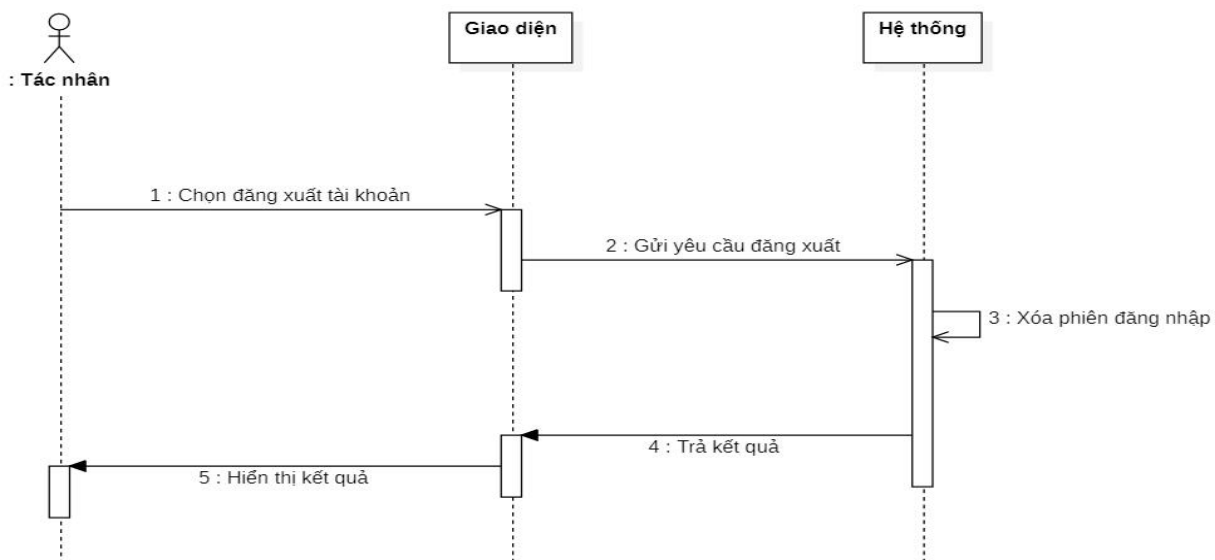 Giao diện
Hệ thống
: Tác nhân
1 : Chọn đăng xuất tài khoản
2 : Gửi yêu cầu đăng xuất
3 : Xóa phiên đăng nhập
4 : Trả kết quả
5 : Hiển thị kết quả